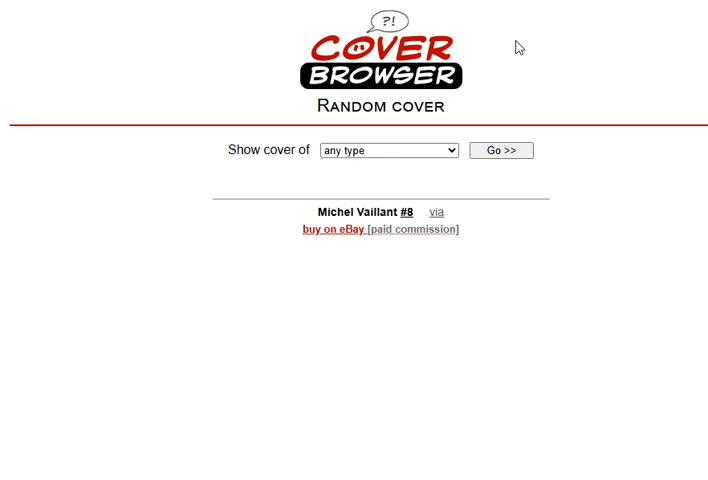 ?!
COVER
BROWSER
RANDOM COVER
Show cover of any type Go >>
Michel Vaillant #8 via
buy on eBay [paid commission]